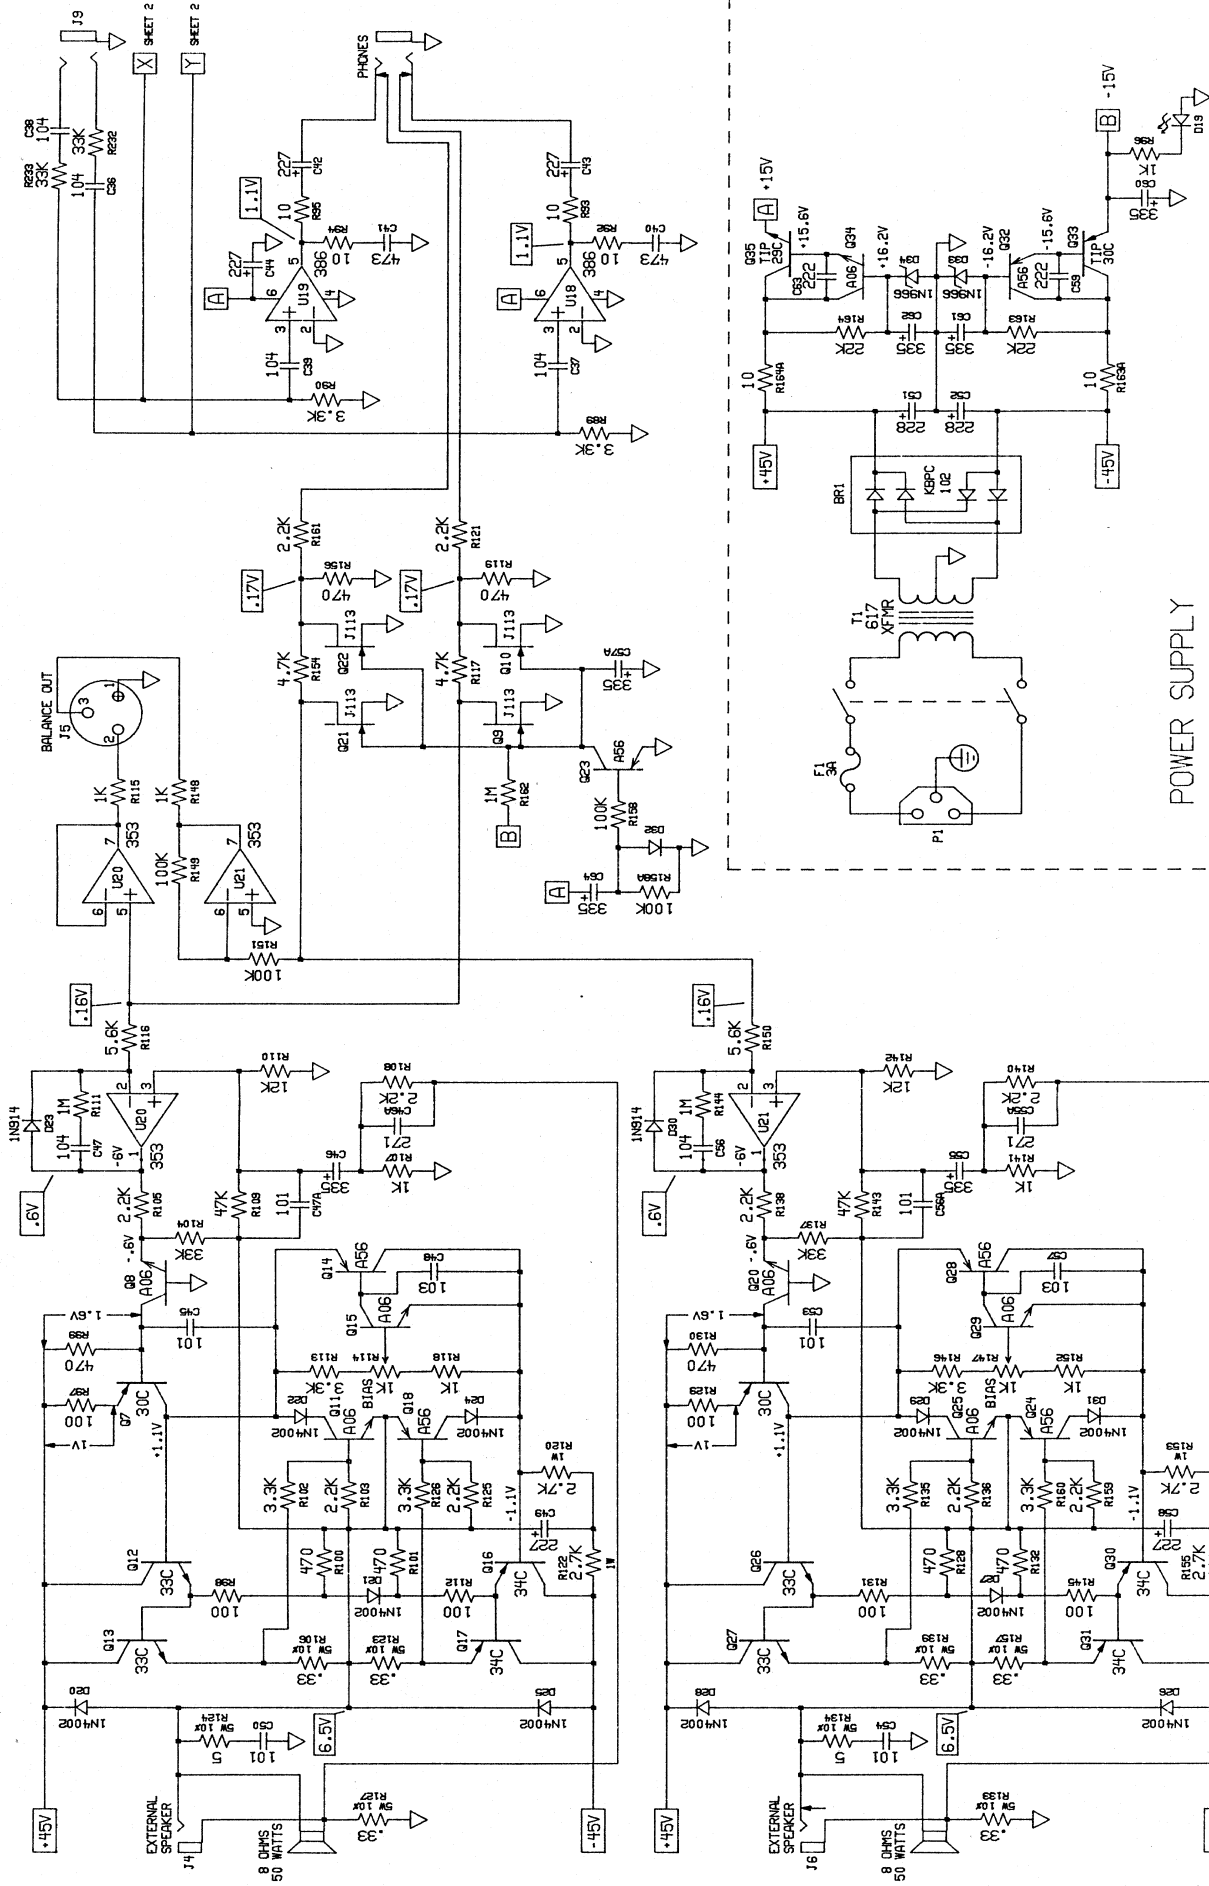 J9
SHEET 2
X
SHEET 2
Y
C38
104
R233
33K
33K
R232
104
C36
PHONES
227
C42
1.1V
10
R95
227
C44
A
6
5
386
U19
3
2
4
R94
10
C41
473
104
C39
R90
3.3K
227
C43
1.1V
10
R93
A
6
5
386
U18
3
2
4
R92
10
C40
473
104
C37
R89
3.3K
BALANCE OUT
J5
3
1
2
1K
R115
1K
R148
7
353
U20
6
5
100K
R149
7
353
U21
6
5
R151
100K
2.2K
R161
.17V
R156
470
4.7K
R154
J113
Q22
J113
Q21
2.2K
R121
.17V
R119
470
4.7K
R117
J113
Q10
J113
Q9
C57A
335
1M
R162
B
Q23
A56
100K
R158
D32
A
C64
335
R158A
100K
POWER SUPPLY
P1
F1
3A
T1
617
XFMR
BR1
KBPC
102
+45V
-45V
C51
228
C52
228
10
R164A
10
R163A
R164
22K
R163
22K
C62
335
C61
335
D34
1N966
D33
1N966
+16.2V
-16.2V
Q34
A06
Q32
A56
C63
222
C59
222
+15.6V
-15.6V
Q35
TIP
29C
Q33
TIP
30C
A
+15V
B
-15V
C60
335
R96
1K
D19
.16V
5.6K
R116
1N914
D23
1M
R111
104
C47
-6V
U20
353
1
2
3
.6V
2.2K
R105
R110
12K
R108
2.2K
C46A
271
C46
335
R107
1K
47K
R109
101
C47A
R104
33K
-.6V
Q8
A06
1.6V
R99
470
R97
100
1V
Q7
30C
+1.1V
C45
101
Q14
A56
Q15
A06
C48
103
R113
3.3K
R114
1K
BIAS
R118
1K
D22
1N4002
Q11
A06
Q18
A56
D24
1N4002
3.3K
R102
2.2K
R103
3.3K
R126
2.2K
R125
-1.1V
R120
1W
2.7K
C49
227
R122
2.7K
1W
Q12
33C
Q13
33C
R98
100
470
R100
D21
1N4002
470
R101
R112
100
Q16
34C
Q17
34C
R106
5W 10%
.33
R123
5W 10%
.33
D20
1N4002
D25
1N4002
6.5V
R124
5W 10%
5
C50
101
+45V
-45V
EXTERNAL
SPEAKER
J4
8 OHMS
50 WATTS
R127
5W 10%
.33
.16V
5.6K
R150
1N914
D30
1M
R144
104
C56
-6V
U21
353
1
2
3
.6V
2.2K
R138
R142
12K
R140
2.2K
C55A
271
C55
335
R141
1K
47K
R143
101
C56A
R137
33K
-.6V
Q20
A06
1.6V
R130
470
R129
100
1V
30C
+1.1V
C53
101
Q28
A56
Q29
A06
C57
103
R146
3.3K
R147
1K
BIAS
R152
1K
D29
1N4002
Q25
A06
Q24
A56
D31
1N4002
3.3K
R135
2.2K
R136
3.3K
R160
2.2K
R159
-1.1V
R153
1W
2.7K
C58
227
R155
2.7K
Q26
33C
Q27
33C
R131
100
470
R128
D27
1N4002
470
R132
R145
100
Q30
34C
Q31
34C
R139
5W 10%
.33
R157
5W 10%
.33
D28
1N4002
D26
1N4002
6.5V
R134
5W 10%
5
C54
101
+45V
EXTERNAL
SPEAKER
J6
8 OHMS
50 WATTS
R133
5W 10%
.33